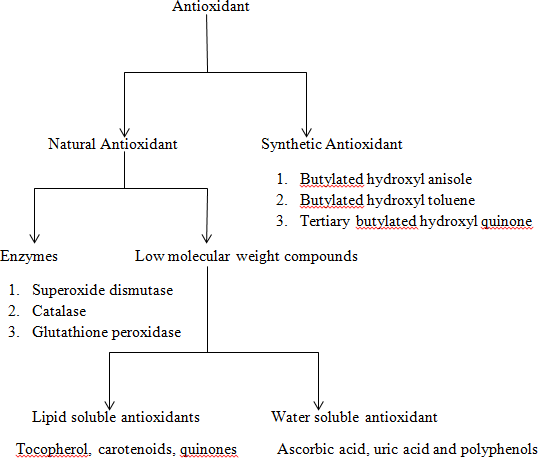 Antioxidant
Natural Antioxidant
Synthetic Antioxidant
1. Butylated hydroxyl anisole
2. Butylated hydroxyl toluene
3. Tertiary butylated hydroxyl quinone
Enzymes
Low molecular weight compounds
1. Superoxide dismutase
2. Catalase
3. Glutathione peroxidase
Lipid soluble antioxidants
Water soluble antioxidant
Tocopherol, carotenoids, quinones
Ascorbic acid, uric acid and polyphenols